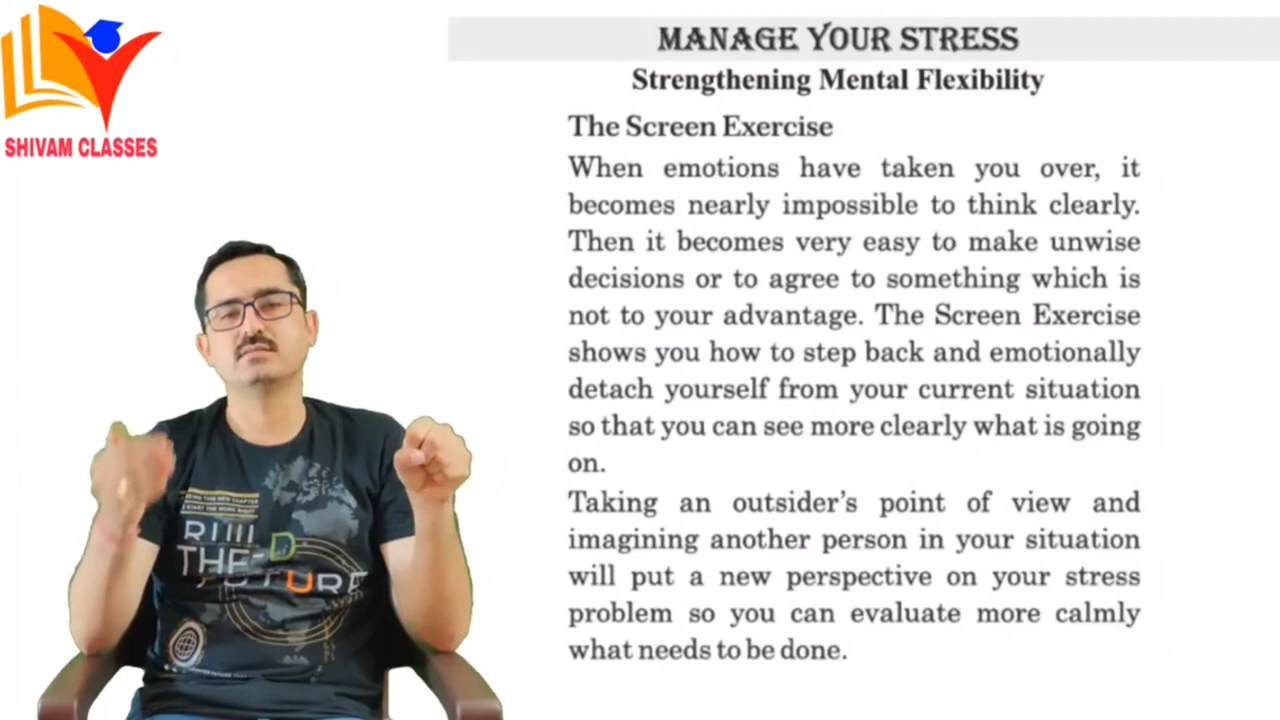 SHIVAM CLASSES
MANAGE YOUR STRESS
Strengthening Mental Flexibility
The Screen Exercise
When emotions have taken you over, it
becomes nearly impossible to think clearly.
Then it becomes very easy to make unwise
decisions or to agree to something which is
not to your advantage. The Screen Exercise
shows you how to step back and emotionally
detach yourself from your current situation
so that you can see more clearly what is going
on.
Taking an outsider's point of view and
imagining another person in your situation
will put a new perspective on your stress
problem so you can evaluate more calmly
what needs to be done.
THE